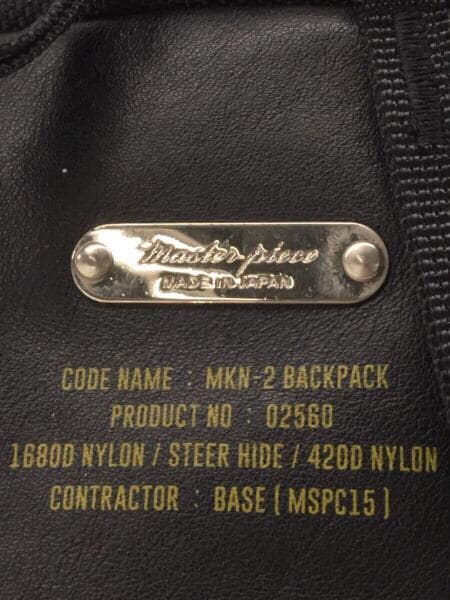 Master-piece
MADE IN JAPAN
CODE NAME : MKN-2 BACKPACK
PRODUCT NO : 02560
1680D NYLON / STEER HIDE / 420D NYLON
CONTRACTOR : BASE ( MSPC15 )